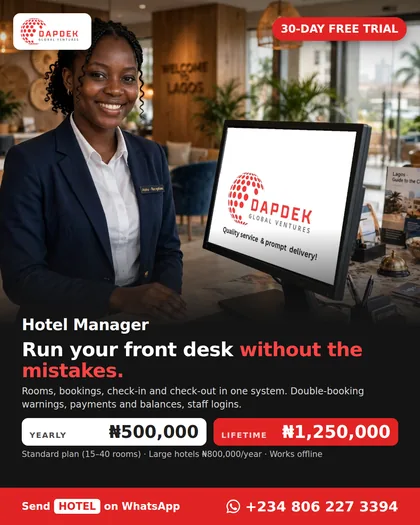 DAPDEK
GLOBAL VENTURES
30-DAY FREE TRIAL
WELCOME
LAGOS
DAPDEK
GLOBAL VENTURES
Quality service & prompt delivery!
Lagos
Hotel Manager
Run your front desk without the
mistakes.
Rooms, bookings, check-in and check-out in one system. Double-booking
warnings, payments and balances, staff logins.
YEARLY ₦500,000
LIFETIME ₦1,250,000
Standard plan (15–40 rooms) · Large hotels ₦800,000/year · Works offline
Send HOTEL on WhatsApp
+234 806 227 3394